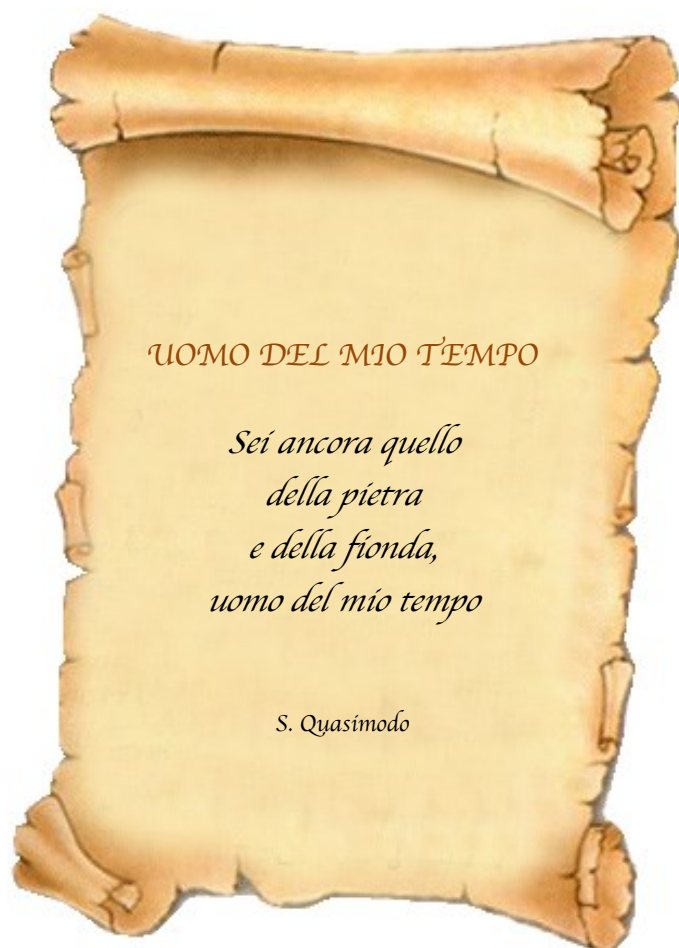 UOMO DEL MIO TEMPO
Sei ancora quello
della pietra
e della fionda,
uomo del mio tempo
S. Quasimodo